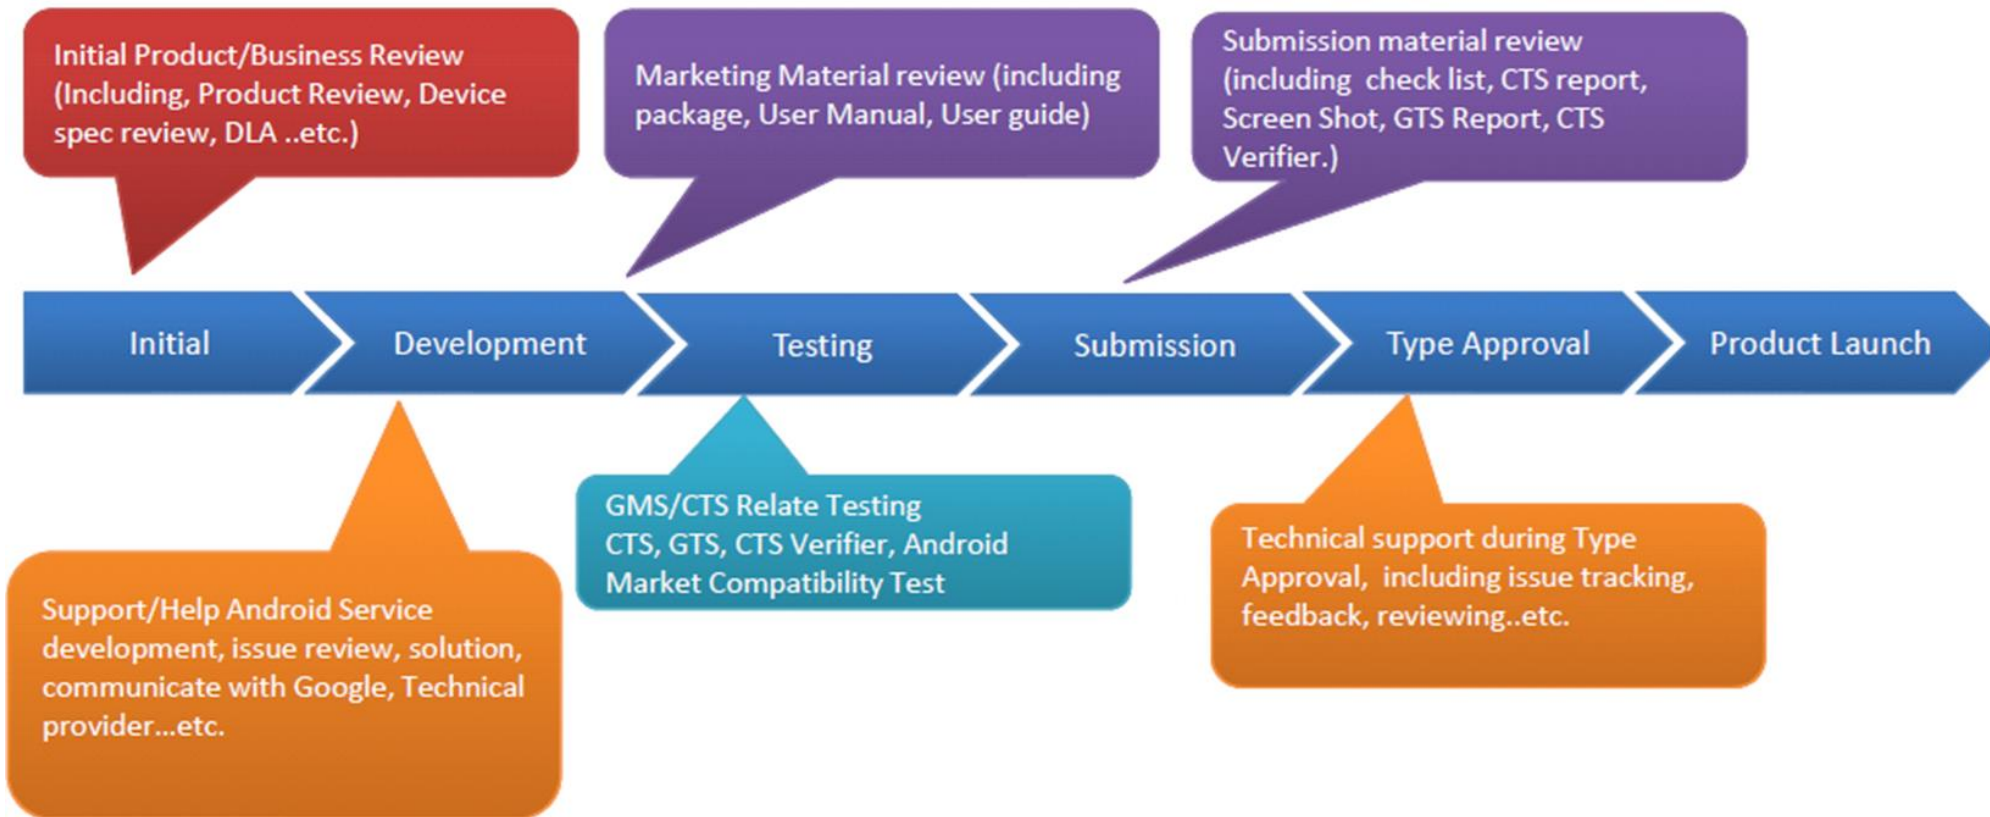 Initial Product/Business Review
(Including, Product Review, Device
spec review, DLA ..etc.)
Marketing Material review (including
package, User Manual, User guide)
Submission material review
(including  check list, CTS report,
Screen Shot, GTS Report, CTS
Verifier.)
Initial
Development
Testing
Submission
Type Approval
Product Launch
Support/Help Android Service
development, issue review, solution,
communicate with Google, Technical
provider...etc.
GMS/CTS Relate Testing
CTS, GTS, CTS Verifier, Android
Market Compatibility Test
Technical support during Type
Approval,  including issue tracking,
feedback, reviewing..etc.